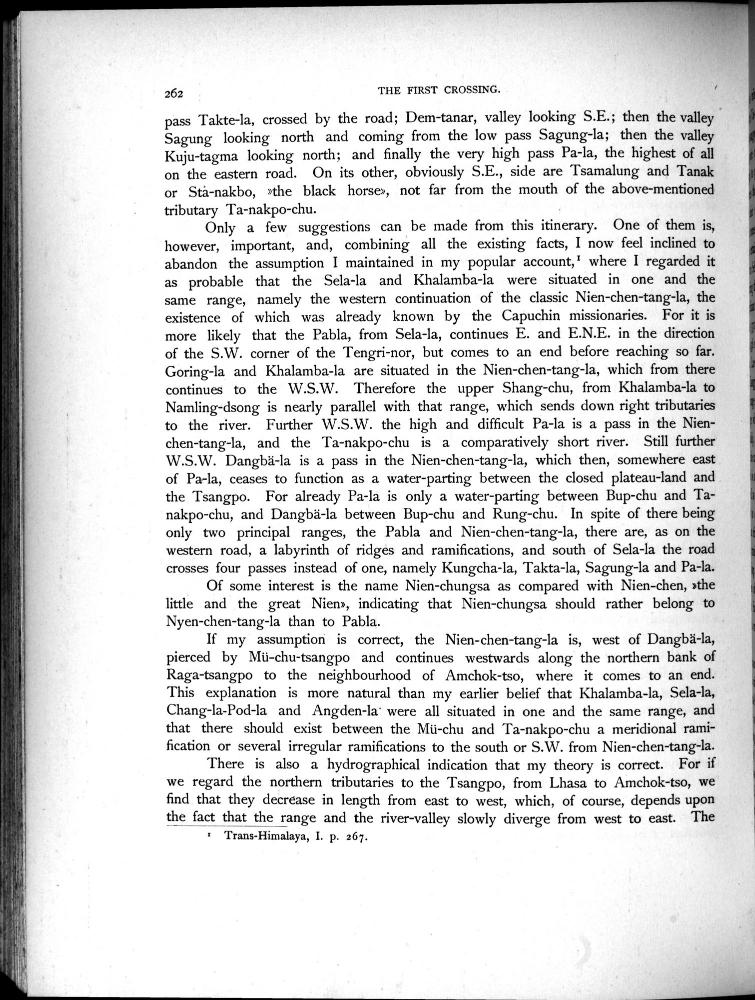 262
THE FIRST CROSSING.
pass Takte-la, crossed by the road; Dem-tanar, valley looking S.E.; then the valley
Sagung looking north and coming from the low pass Sagung-la; then the valley
Kuju-tagma looking north; and finally the very high pass Pa-la, the highest of all
on the eastern road. On its other, obviously S.E., side are Tsamalung and Tanak
or Stà-nakbo, »the black horse», not far from the mouth of the above-mentioned
tributary Ta-nakpo-chu.
Only a few suggestions can be made from this itinerary. One of them is,
however, important, and, combining all the existing facts, I now feel inclined to
abandon the assumption I maintained in my popular account,¹ where I regarded it
as probable that the Sela-la and Khalamba-la were situated in one and the
same range, namely the western continuation of the classic Nien-chen-tang-la, the
existence of which was already known by the Capuchin missionaries. For it is
more likely that the Pabla, from Sela-la, continues E. and E.N.E. in the direction
of the S.W. corner of the Tengri-nor, but comes to an end before reaching so far.
Goring-la and Khalamba-la are situated in the Nien-chen-tang-la, which from there
continues to the W.S.W. Therefore the upper Shang-chu, from Khalamba-la to
Namling-dsong is nearly parallel with that range, which sends down right tributaries
to the river. Further W.S.W. the high and difficult Pa-la is a pass in the Nien-
chen-tang-la, and the Ta-nakpo-chu is a comparatively short river. Still further
W.S.W. Dangbä-la is a pass in the Nien-chen-tang-la, which then, somewhere east
of Pa-la, ceases to function as a water-parting between the closed plateau-land and
the Tsangpo. For already Pa-la is only a water-parting between Bup-chu and Ta-
nakpo-chu, and Dangbä-la between Bup-chu and Rung-chu. In spite of there being
only two principal ranges, the Pabla and Nien-chen-tang-la, there are, as on the
western road, a labyrinth of ridges and ramifications, and south of Sela-la the road
crosses four passes instead of one, namely Kungcha-la, Takta-la, Sagung-la and Pa-la.
Of some interest is the name Nien-chungsa as compared with Nien-chen, »the
little and the great Nien», indicating that Nien-chungsa should rather belong to
Nyen-chen-tang-la than to Pabla.
If my assumption is correct, the Nien-chen-tang-la is, west of Dangbä-la,
pierced by Mü-chu-tsangpo and continues westwards along the northern bank of
Raga-tsangpo to the neighbourhood of Amchok-tso, where it comes to an end.
This explanation is more natural than my earlier belief that Khalamba-la, Sela-la,
Chang-la-Pod-la and Angden-la were all situated in one and the same range, and
that there should exist between the Mü-chu and Ta-nakpo-chu a meridional rami-
fication or several irregular ramifications to the south or S.W. from Nien-chen-tang-la.
There is also a hydrographical indication that my theory is correct. For if
we regard the northern tributaries to the Tsangpo, from Lhasa to Amchok-tso, we
find that they decrease in length from east to west, which, of course, depends upon
the fact that the range and the river-valley slowly diverge from west to east. The
¹ Trans-Himalaya, I. p. 267.